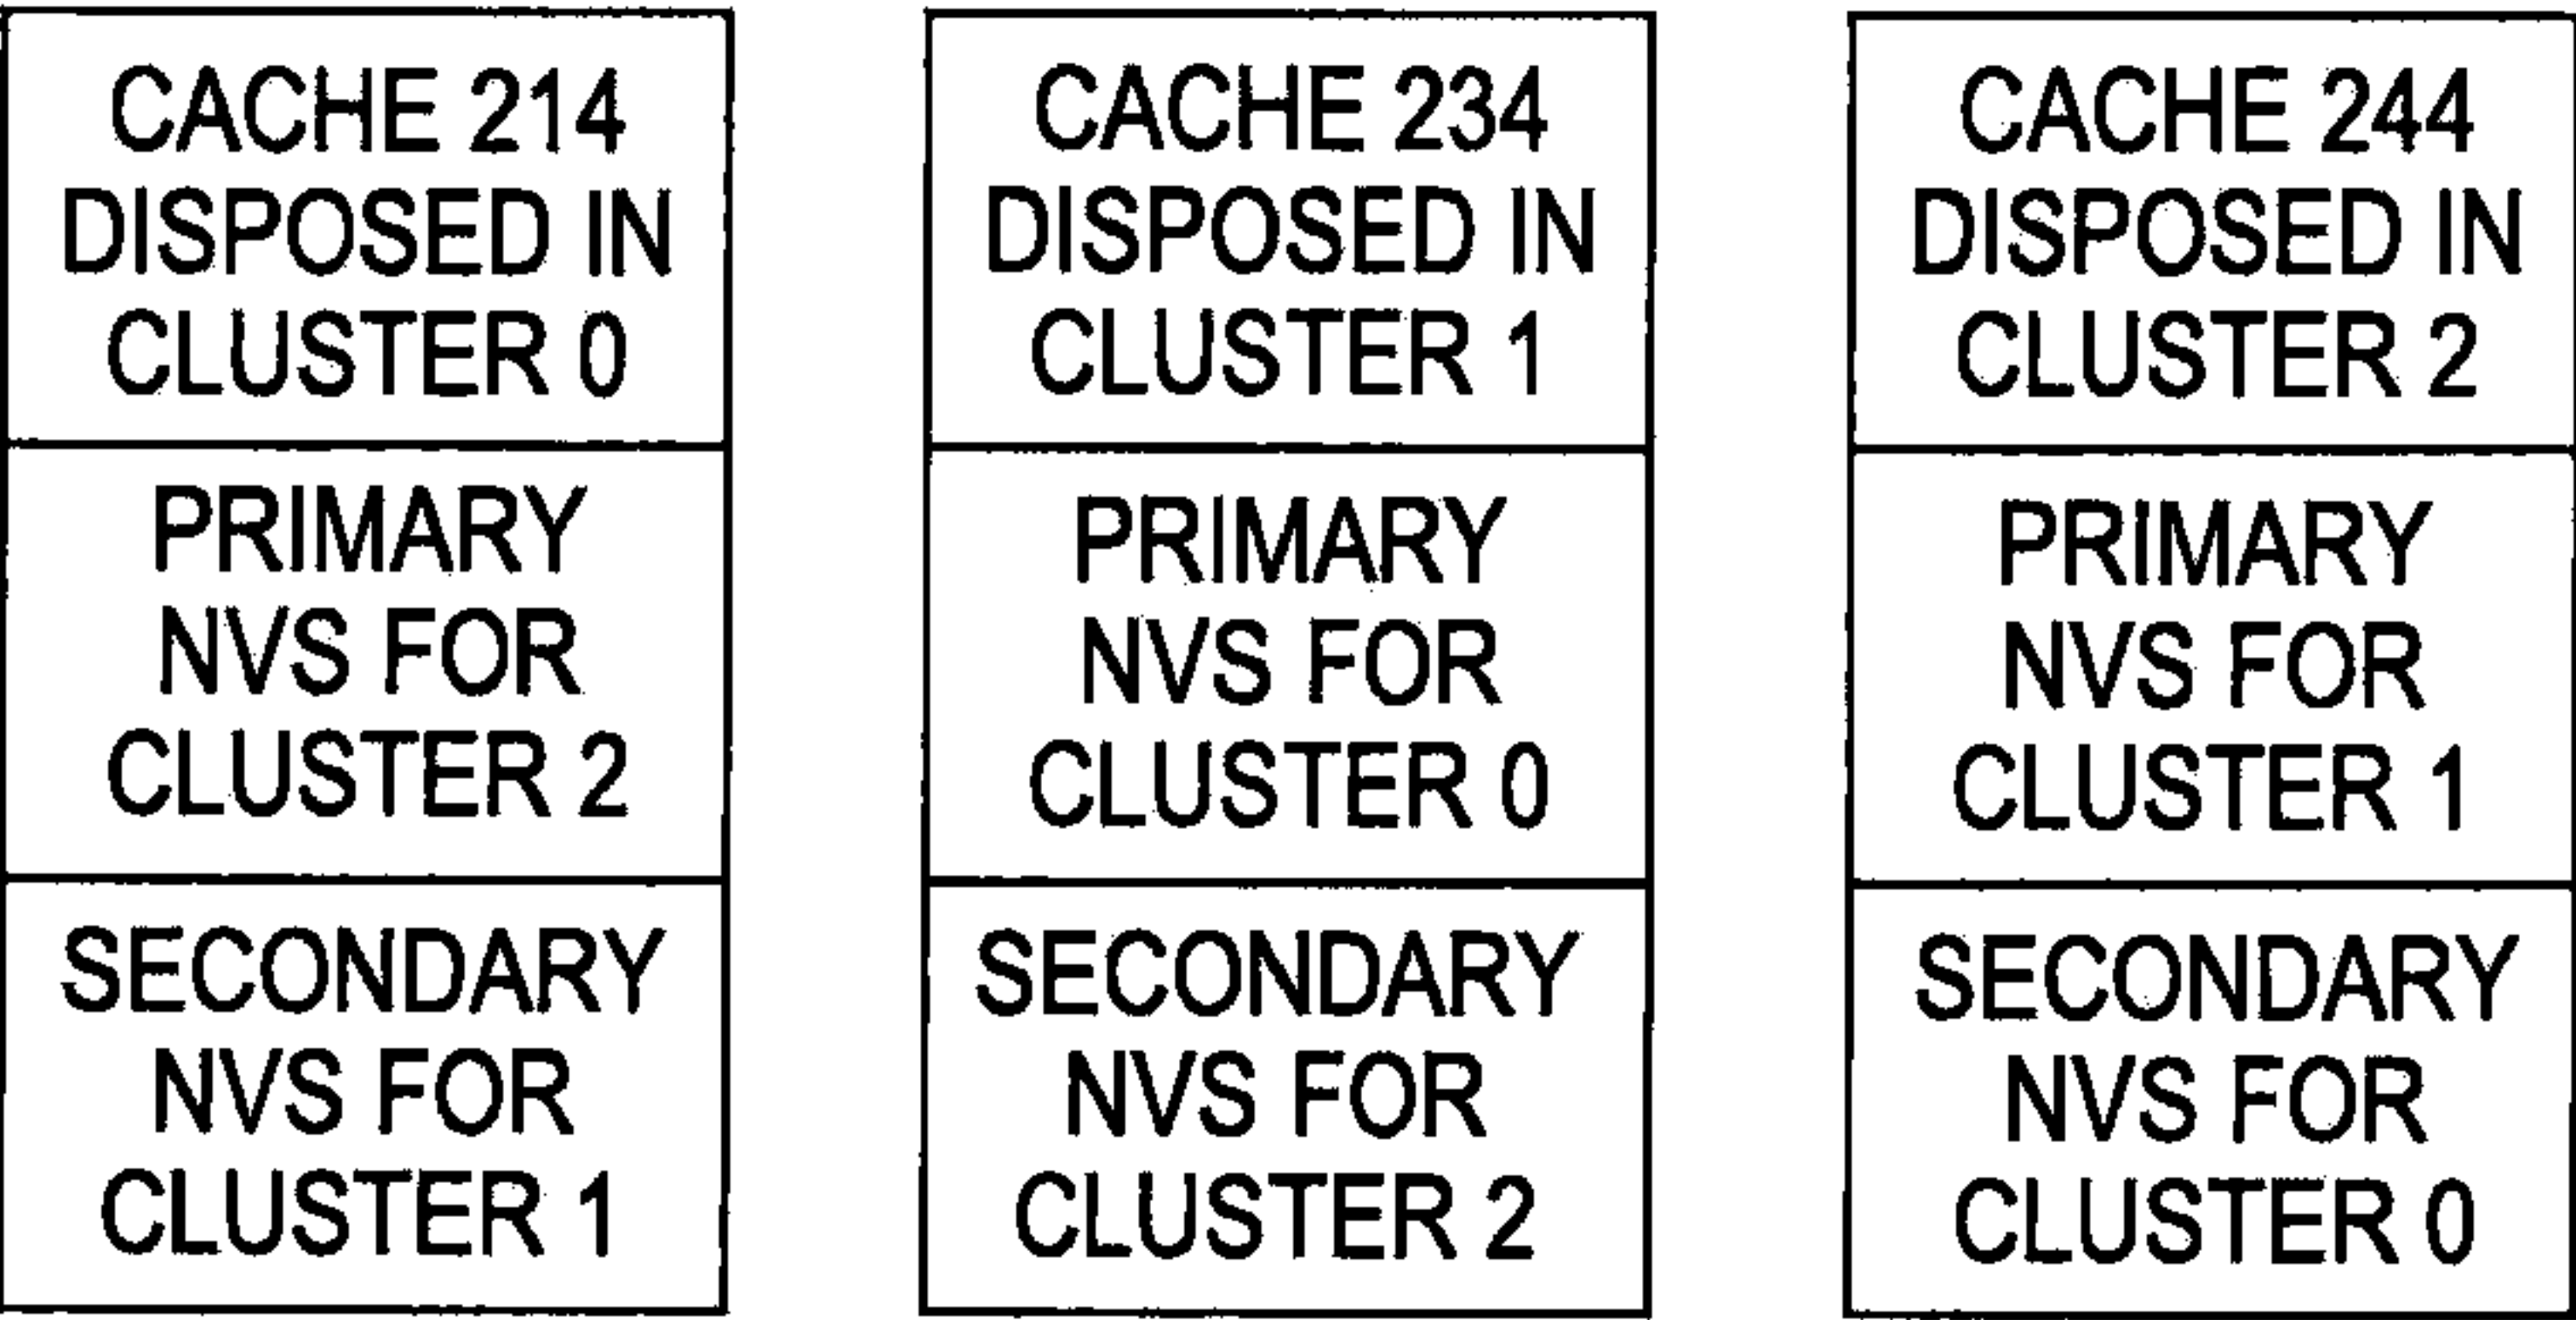 CACHE 214
DISPOSED IN
CLUSTER 0
PRIMARY
NVS FOR
CLUSTER 2
SECONDARY
NVS FOR
CLUSTER 1
CACHE 234
DISPOSED IN
CLUSTER 1
PRIMARY
NVS FOR
CLUSTER 0
SECONDARY
NVS FOR
CLUSTER 2
CACHE 244
DISPOSED IN
CLUSTER 2
PRIMARY
NVS FOR
CLUSTER 1
SECONDARY
NVS FOR
CLUSTER 0